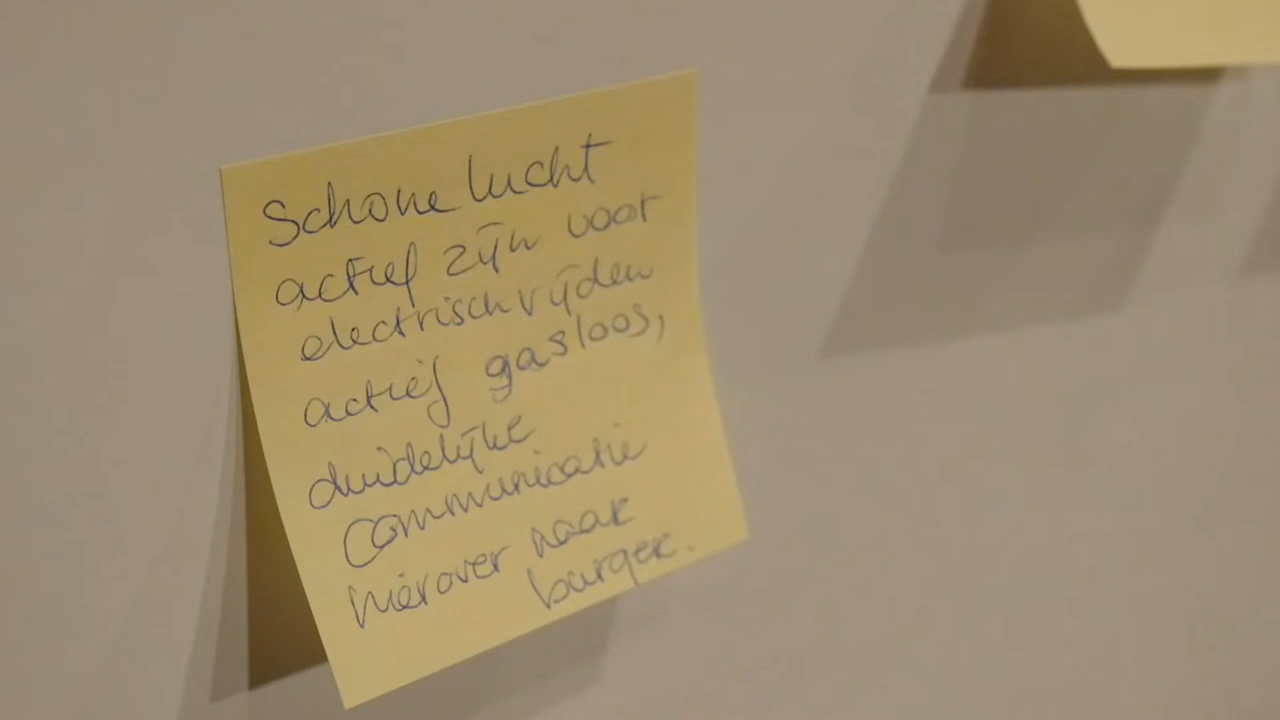 Schone lucht
actief zijn voor
electrisch rijden
actief gasloos,
duidelijke
communicatie
hierover naar
burger.